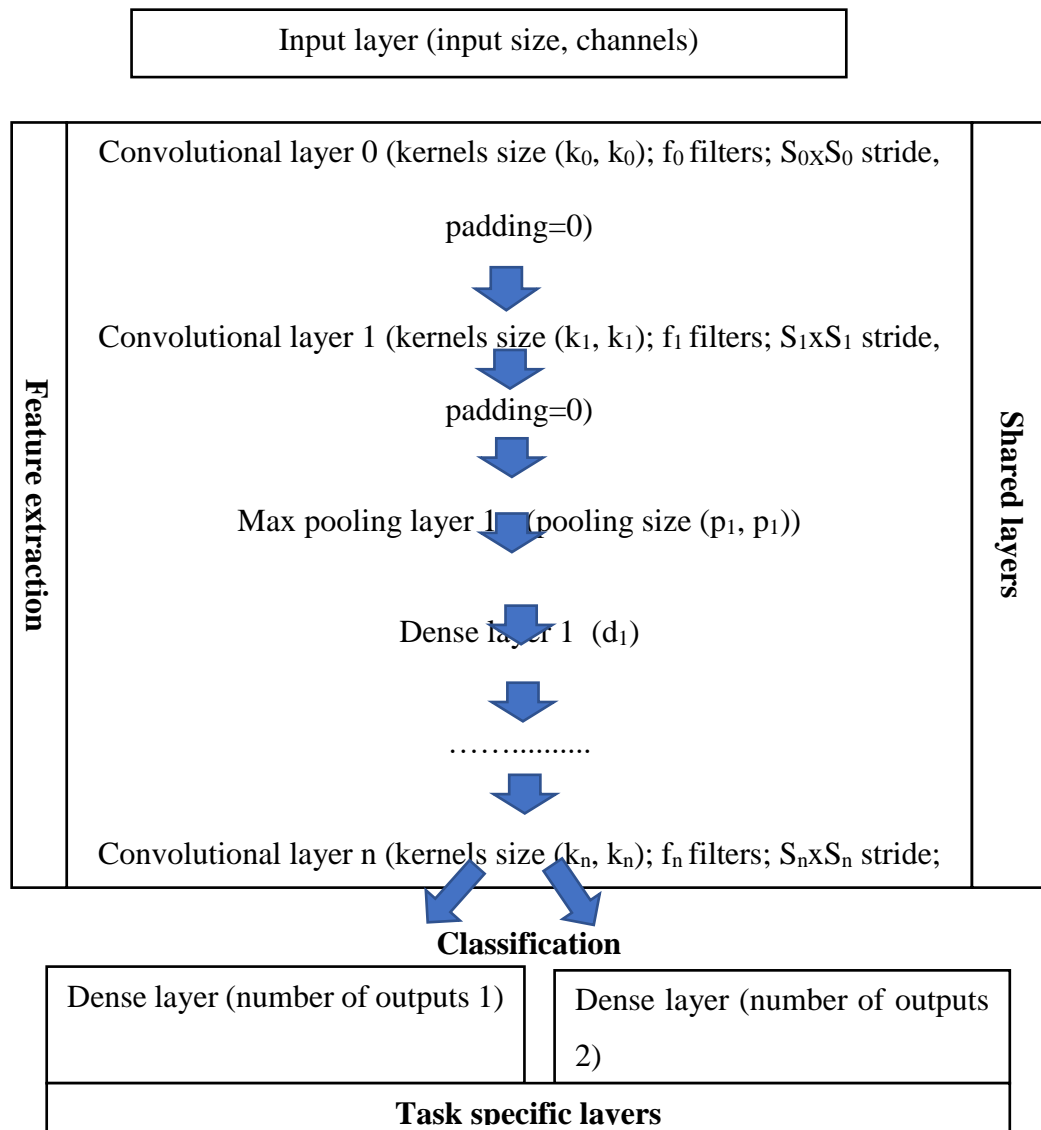 Input layer (input size, channels)
Convolutional layer 0 (kernels size (k₀, k₀); f₀ filters; S₀ₓS₀ stride,
padding=0)
Convolutional layer 1 (kernels size (k₁, k₁); f₁ filters; S₁xS₁ stride,
padding=0)
Max pooling layer 1 (pooling size (p₁, p₁))
Dense layer 1 (d₁)
……..........
Convolutional layer n (kernels size (kₙ, kₙ); fₙ filters; SₙxSₙ stride;
Feature extraction
Shared layers
Classification
Dense layer (number of outputs 1)
Dense layer (number of outputs
2)
Task specific layers